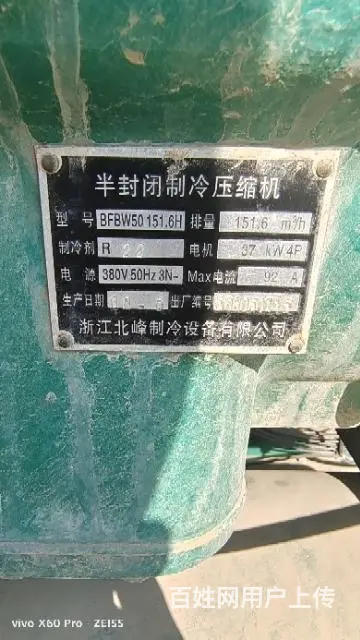 半封闭制冷压缩机
型 号 BFBW50 151.6H 排量 151.6 m³h
制冷剂 R 22 电机 37 kW 4P
电 源 380V 50Hz 3N~ Max电流 92 A
生产日期 出厂编号
浙江北峰制冷设备有限公司
vivo X60 Pro · ZEISS
百姓网用户上传